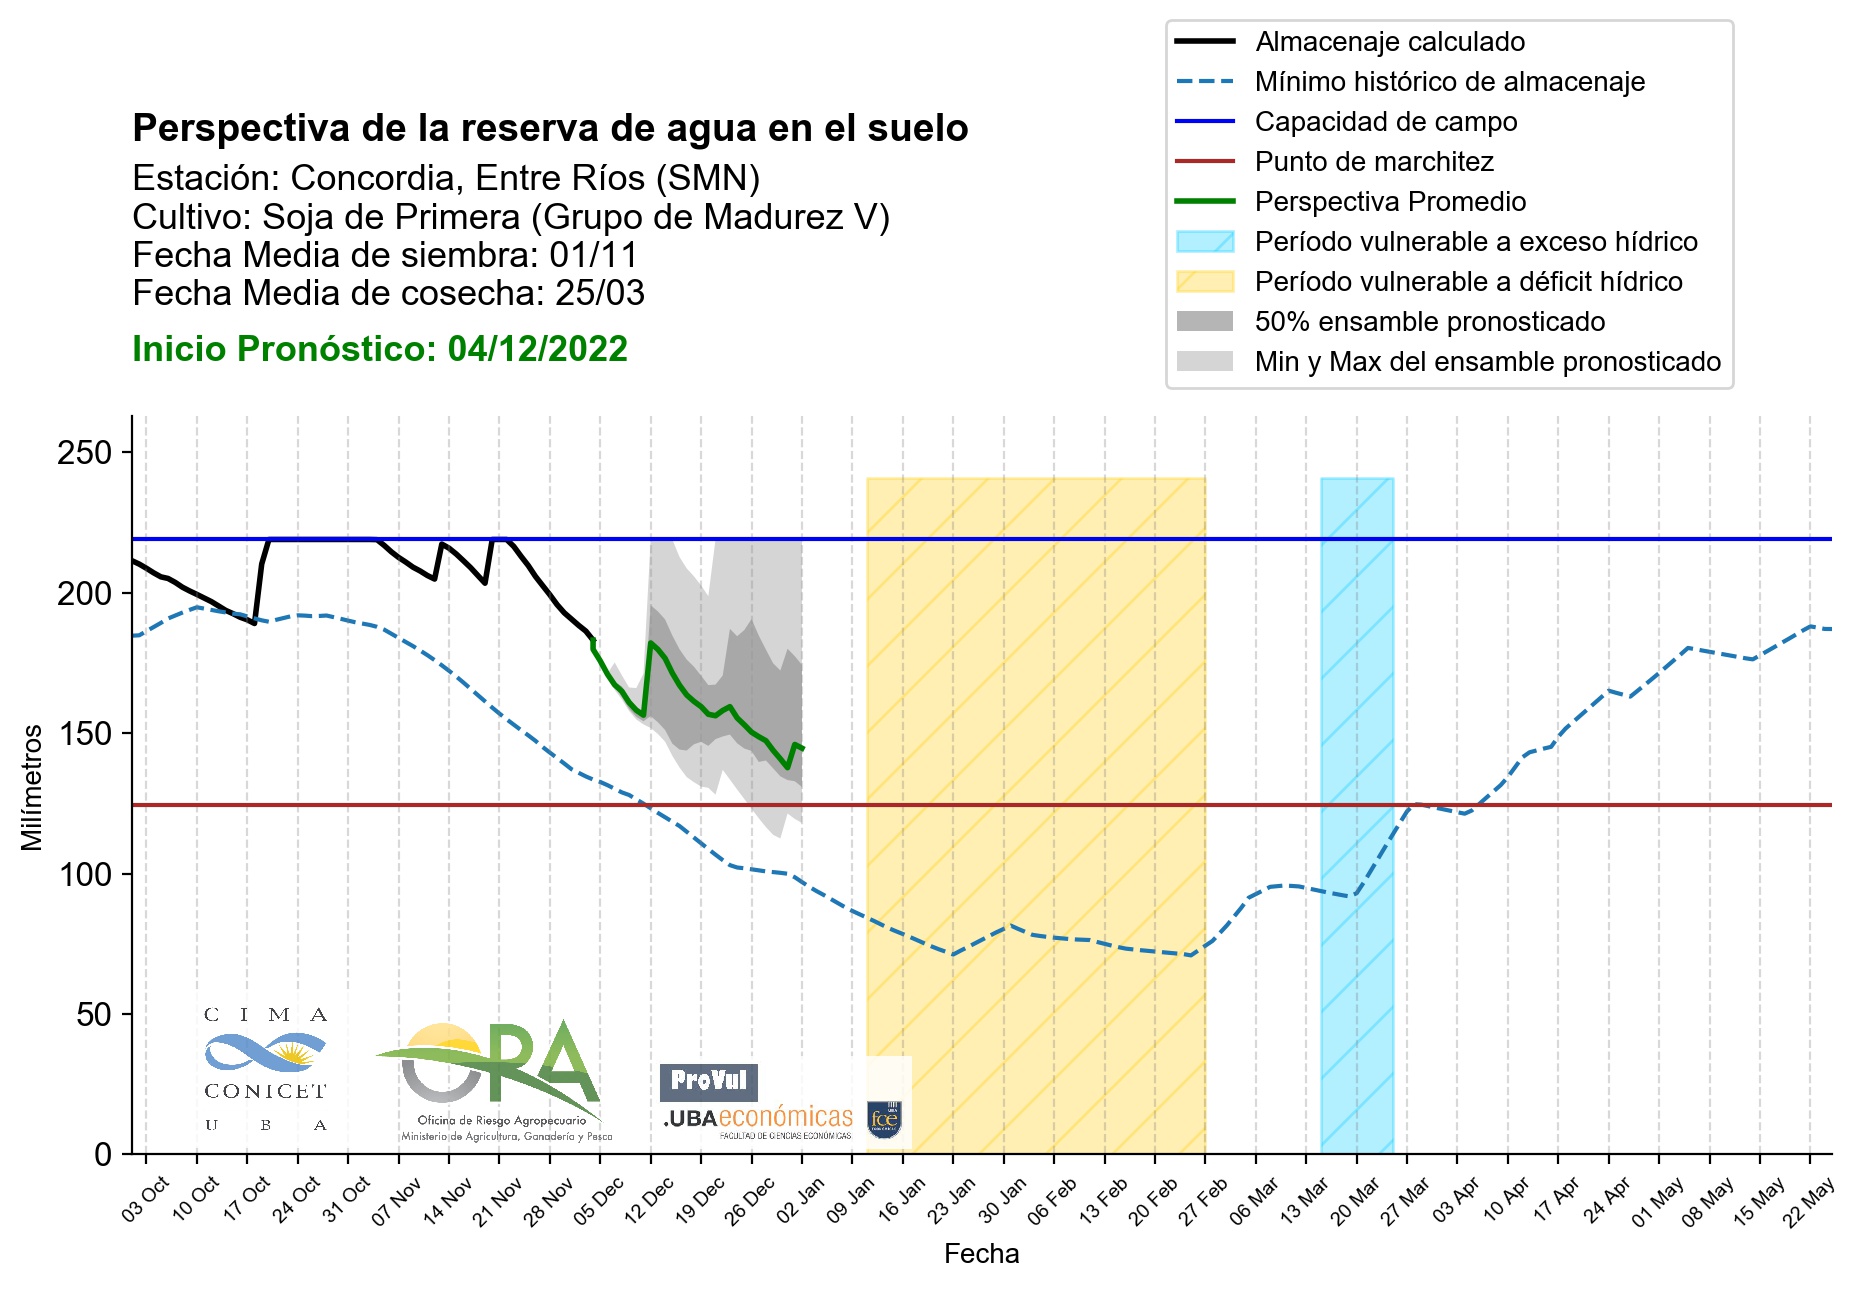 Almacenaje calculado
Mínimo histórico de almacenaje
Capacidad de campo
Punto de marchitez
Perspectiva Promedio
Período vulnerable a exceso hídrico
Período vulnerable a déficit hídrico
50% ensamble pronosticado
Min y Max del ensamble pronosticado
Perspectiva de la reserva de agua en el suelo
Estación: Concordia, Entre Ríos (SMN)
Cultivo: Soja de Primera (Grupo de Madurez V)
Fecha Media de siembra: 01/11
Fecha Media de cosecha: 25/03
Inicio Pronóstico: 04/12/2022
Milímetros
250
200
150
100
50
0
CIMA
CONICET
UBA
ORA
Oficina de Riesgo Agropecuario
Ministerio de Agricultura, Ganadería y Pesca
ProVul
.UBAeconómicas
FACULTAD DE CIENCIAS ECONÓMICAS
fce
03 Oct
10 Oct
17 Oct
24 Oct
31 Oct
07 Nov
14 Nov
21 Nov
28 Nov
05 Dec
12 Dec
19 Dec
26 Dec
02 Jan
09 Jan
16 Jan
23 Jan
30 Jan
06 Feb
13 Feb
20 Feb
27 Feb
06 Mar
13 Mar
20 Mar
27 Mar
03 Apr
10 Apr
17 Apr
24 Apr
01 May
08 May
15 May
22 May
Fecha